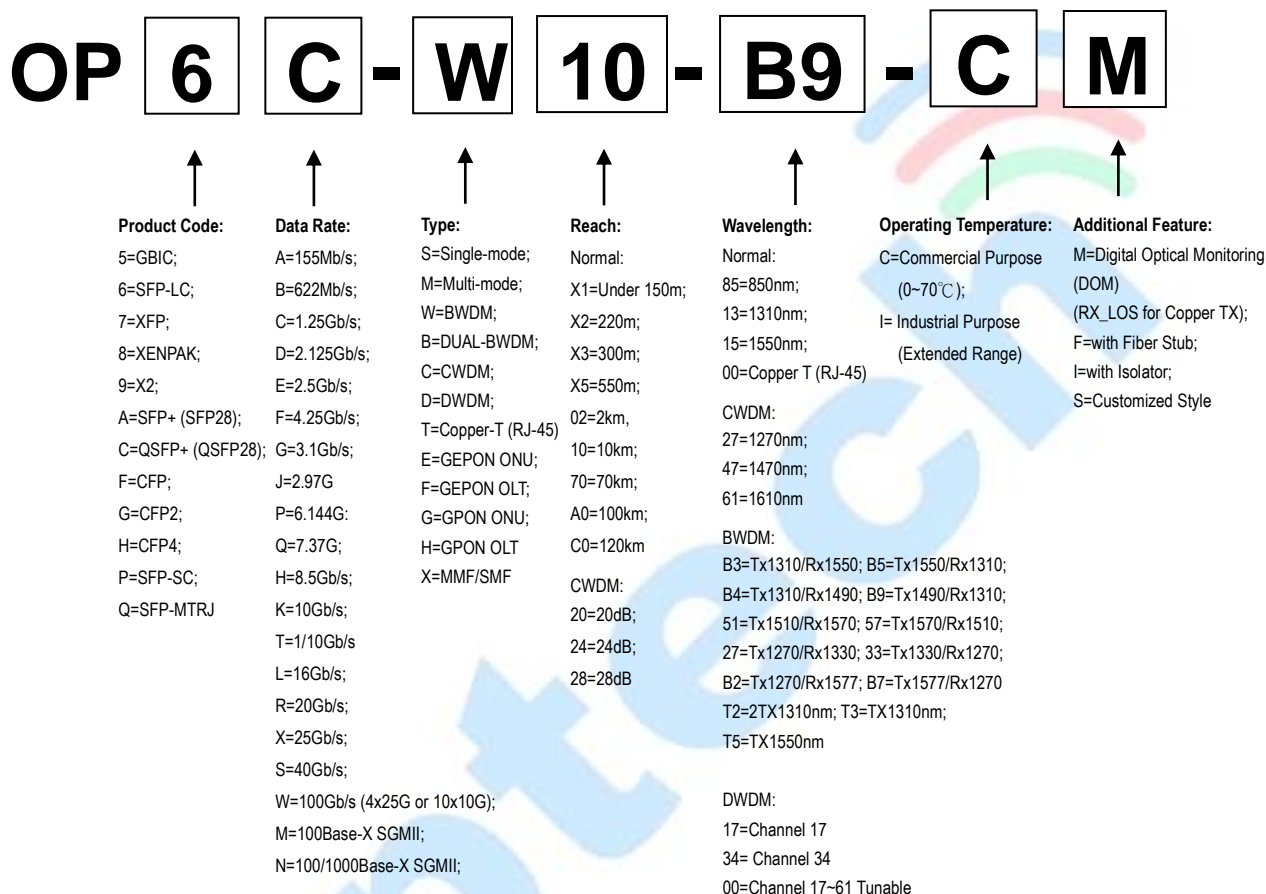 OP 6 C - W 10 - B9 - C M
Product Code:
5=GBIC;
6=SFP-LC;
7=XFP;
8=XENPAK;
9=X2;
A=SFP+ (SFP28);
C=QSFP+ (QSFP28);
F=CFP;
G=CFP2;
H=CFP4;
P=SFP-SC;
Q=SFP-MTRJ
Data Rate:
A=155Mb/s;
B=622Mb/s;
C=1.25Gb/s;
D=2.125Gb/s;
E=2.5Gb/s;
F=4.25Gb/s;
G=3.1Gb/s;
J=2.97G
P=6.144G:
Q=7.37G;
H=8.5Gb/s;
K=10Gb/s;
T=1/10Gb/s
L=16Gb/s;
R=20Gb/s;
X=25Gb/s;
S=40Gb/s;
W=100Gb/s (4x25G or 10x10G);
M=100Base-X SGMII;
N=100/1000Base-X SGMII;
Type:
S=Single-mode;
M=Multi-mode;
W=BWDM;
B=DUAL-BWDM;
C=CWDM;
D=DWDM;
T=Copper-T (RJ-45)
E=GEPON ONU;
F=GEPON OLT;
G=GPON ONU;
H=GPON OLT
X=MMF/SMF
Reach:
Normal:
X1=Under 150m;
X2=220m;
X3=300m;
X5=550m;
02=2km,
10=10km;
70=70km;
A0=100km;
C0=120km
CWDM:
20=20dB;
24=24dB;
28=28dB
Wavelength:
Normal:
85=850nm;
13=1310nm;
15=1550nm;
00=Copper T (RJ-45)
CWDM:
27=1270nm;
47=1470nm;
61=1610nm
BWDM:
B3=Tx1310/Rx1550; B5=Tx1550/Rx1310;
B4=Tx1310/Rx1490; B9=Tx1490/Rx1310;
51=Tx1510/Rx1570; 57=Tx1570/Rx1510;
27=Tx1270/Rx1330; 33=Tx1330/Rx1270;
B2=Tx1270/Rx1577; B7=Tx1577/Rx1270
T2=2TX1310nm; T3=TX1310nm;
T5=TX1550nm
DWDM:
17=Channel 17
34= Channel 34
00=Channel 17~61 Tunable
Operating Temperature:
C=Commercial Purpose
(0~70℃);
I= Industrial Purpose
(Extended Range)
Additional Feature:
M=Digital Optical Monitoring
(DOM)
(RX_LOS for Copper TX);
F=with Fiber Stub;
I=with Isolator;
S=Customized Style
ptech